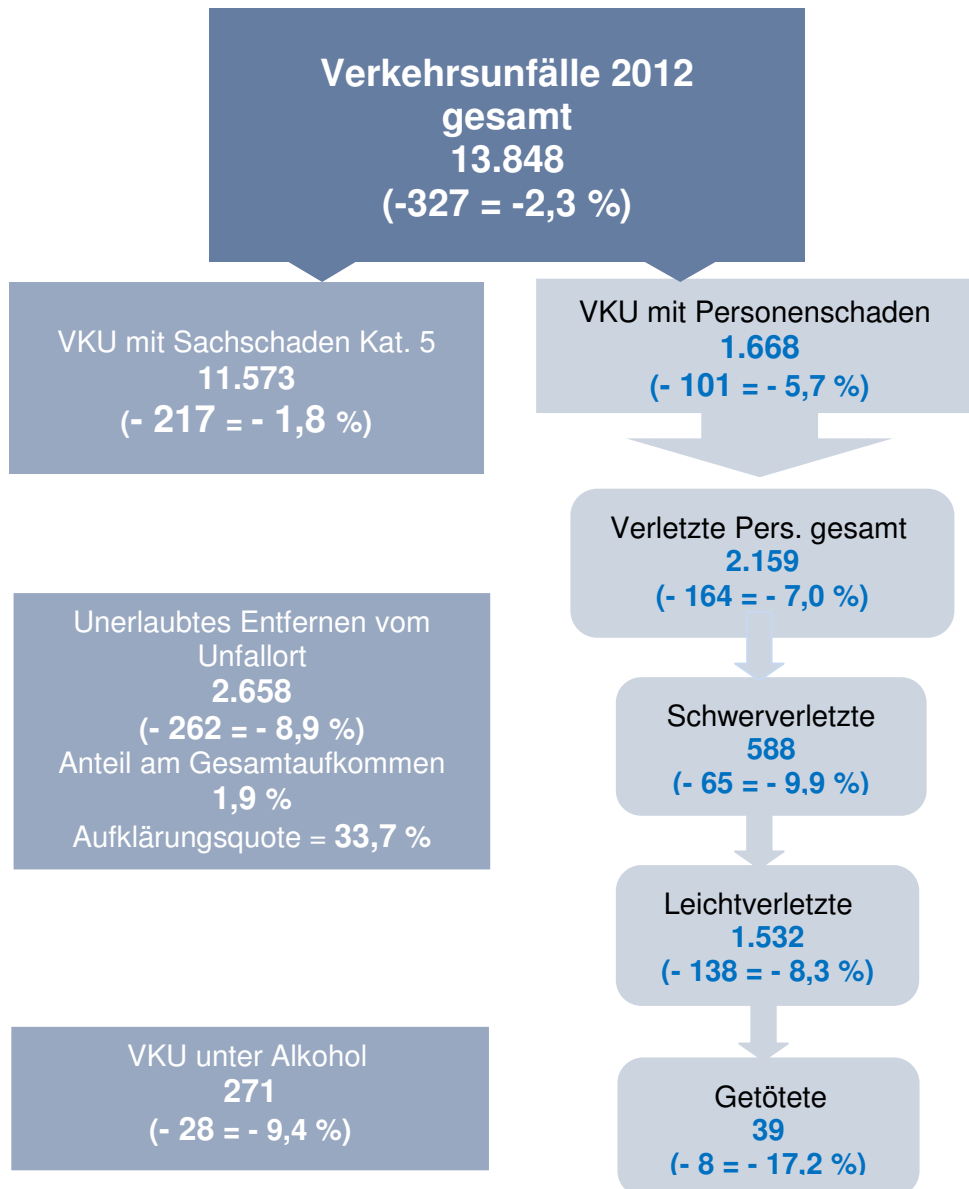 Verkehrsunfälle 2012
gesamt
13.848
(-327 = -2,3 %)
VKU mit Sachschaden Kat. 5
11.573
(- 217 = - 1,8 %)
VKU mit Personenschaden
1.668
(- 101 = - 5,7 %)
Verletzte Pers. gesamt
2.159
(- 164 = - 7,0 %)
Unerlaubtes Entfernen vom
Unfallort
2.658
(- 262 = - 8,9 %)
Anteil am Gesamtaufkommen
1,9 %
Aufklärungsquote = 33,7 %
Schwerverletzte
588
(- 65 = - 9,9 %)
Leichtverletzte
1.532
(- 138 = - 8,3 %)
VKU unter Alkohol
271
(- 28 = - 9,4 %)
Getötete
39
(- 8 = - 17,2 %)